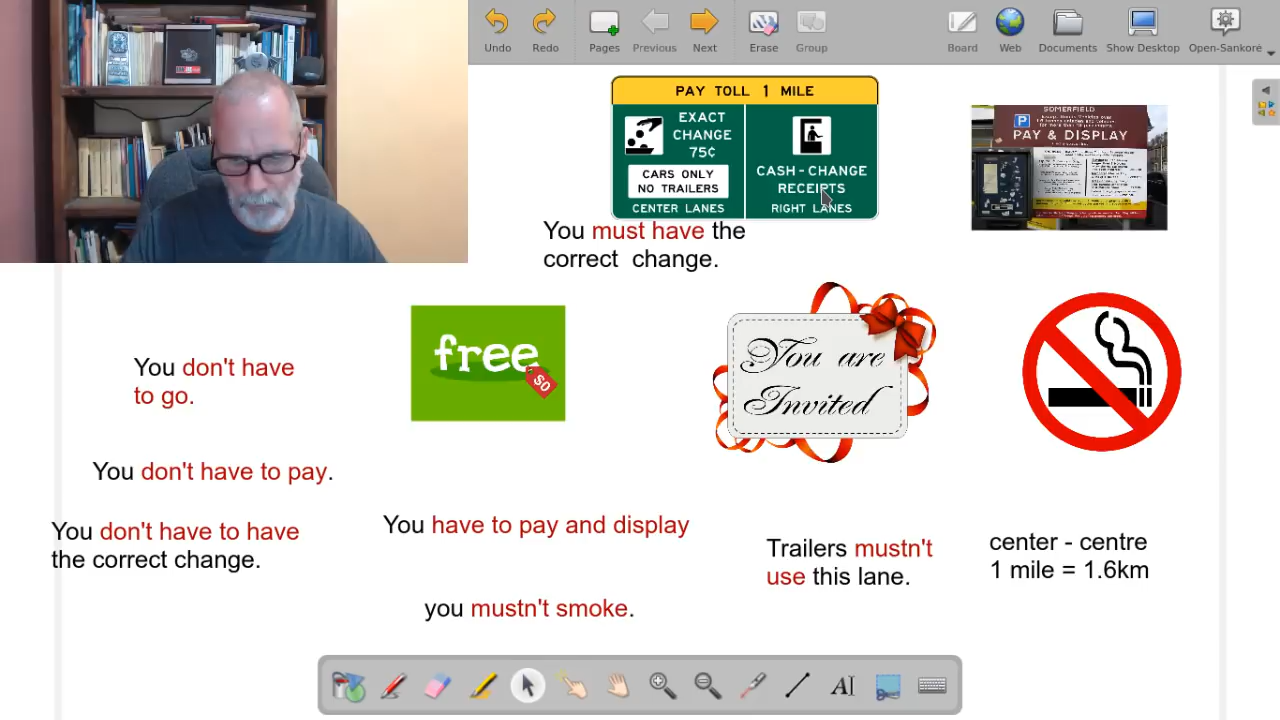 Undo
Redo
Pages
Previous
Next
Erase
Group
Board
Web
Documents
Show Desktop
Open-Sankoré
PAY TOLL 1 MILE
EXACT
CHANGE
75¢
CARS ONLY
NO TRAILERS
CENTER LANES
CASH - CHANGE
RECEIPTS
RIGHT LANES
SOMERFIELD
P
PAY & DISPLAY
You must have the
correct change.
free
$0
You are
Invited
You don't have
to go.
You don't have to pay.
You don't have to have
the correct change.
You have to pay and display
you mustn't smoke.
Trailers mustn't
use this lane.
center - centre
1 mile = 1.6km
AI